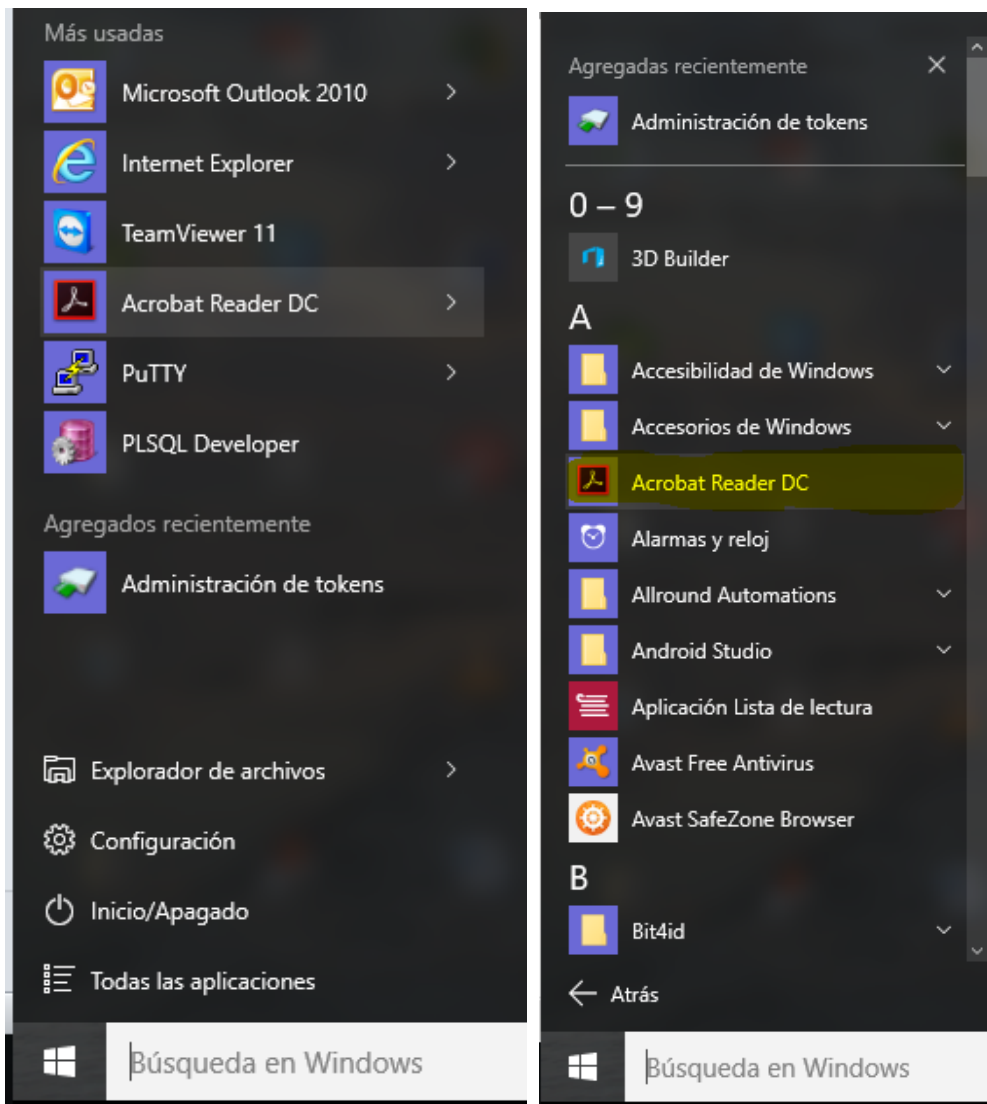 Más usadas
Microsoft Outlook 2010
Internet Explorer
TeamViewer 11
Acrobat Reader DC
PuTTY
PLSQL Developer
Agregados recientemente
Administración de tokens
Explorador de archivos
Configuración
Inicio/Apagado
Todas las aplicaciones
Búsqueda en Windows
Agregadas recientemente
Administración de tokens
0 – 9
3D Builder
A
Accesibilidad de Windows
Accesorios de Windows
Acrobat Reader DC
Alarmas y reloj
Allround Automations
Android Studio
Aplicación Lista de lectura
Avast Free Antivirus
Avast SafeZone Browser
B
Bit4id
Atrás
Búsqueda en Windows